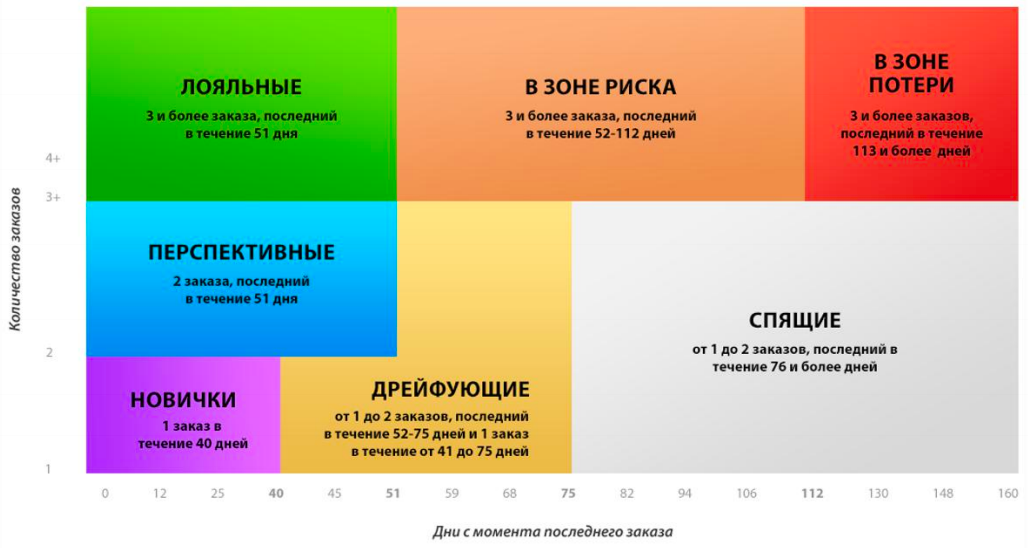 ЛОЯЛЬНЫЕ
3 и более заказа, последний
в течение 51 дня
В ЗОНЕ РИСКА
3 и более заказа, последний
в течение 52-112 дней
В ЗОНЕ
ПОТЕРИ
3 и более заказов,
последний в течение
113 и более дней
4+
3+
Количество заказов
ПЕРСПЕКТИВНЫЕ
2 заказа, последний
в течение 51 дня
СПЯЩИЕ
от 1 до 2 заказов, последний в
течение 76 и более дней
2
НОВИЧКИ
1 заказ в
течение 40 дней
ДРЕЙФУЮЩИЕ
от 1 до 2 заказов, последний
в течение 52-75 дней и 1 заказ
в течение от 41 до 75 дней
1
0 12 25 40 45 51 59 68 75 82 94 106 112 130 148 160
Дни с момента последнего заказа